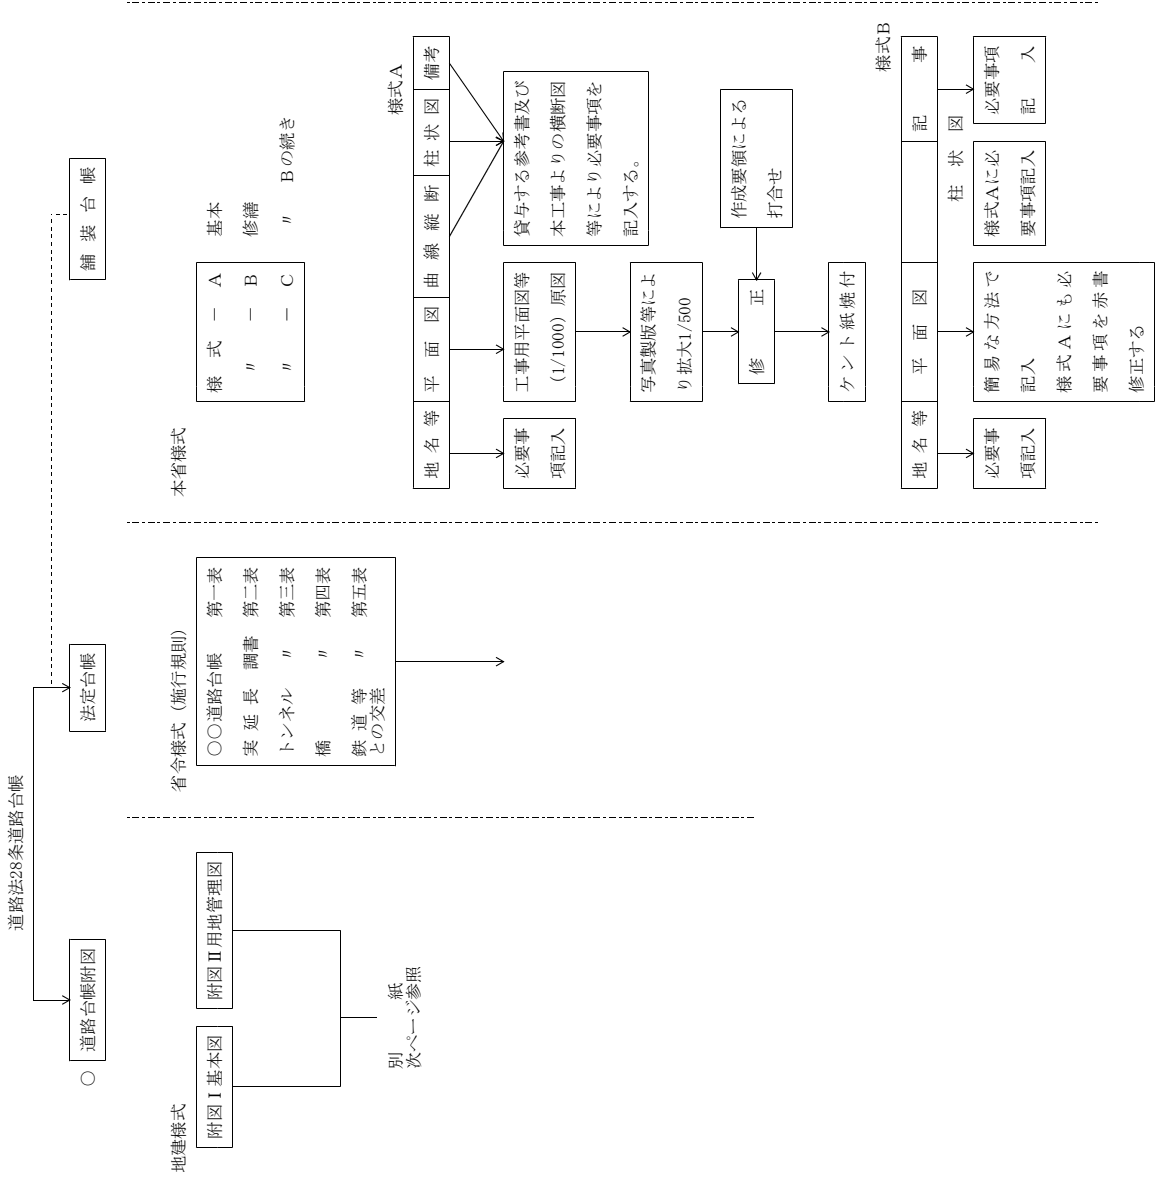 道路法28条道路台帳
○ 道路台帳附図
法定台帳
舗装台帳
地建様式
附図Ⅰ基本図
附図Ⅱ用地管理図
別紙
次ページ参照
省令様式（施行規則）
○○道路台帳 第一表
実延長調書 第二表
トンネル 〃 第三表
橋 〃 第四表
鉄道等 〃 第五表
との交差
本省様式
様式－A 基本
〃 －B 修繕
〃 －C 〃 Bの続き
様式A
地名等 平面図 曲線縦断 柱状図 備考
必要事
項記入
工事用平面図等
（1/1000）原図
貸与する参考書及び
本工事よりの横断図
等により必要事項を
記入する。
写真製版等によ
り拡大1/500
作成要領による
打合せ
修正
ケント紙焼付
様式B
地名等 平面図 記事
柱状図
必要事
項記入
簡易な方法で
記入
様式Aにも必
要事項を赤書
修正する
様式Aに必
要事項記入
必要事項
記入